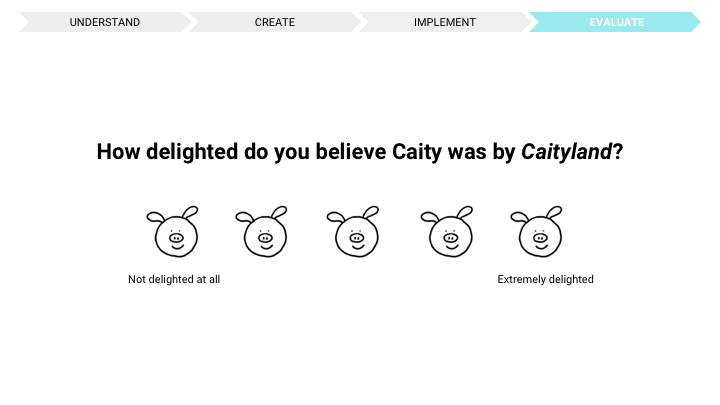 UNDERSTAND
CREATE
IMPLEMENT
EVALUATE
How delighted do you believe Caity was by Caityland?
Not delighted at all
Extremely delighted